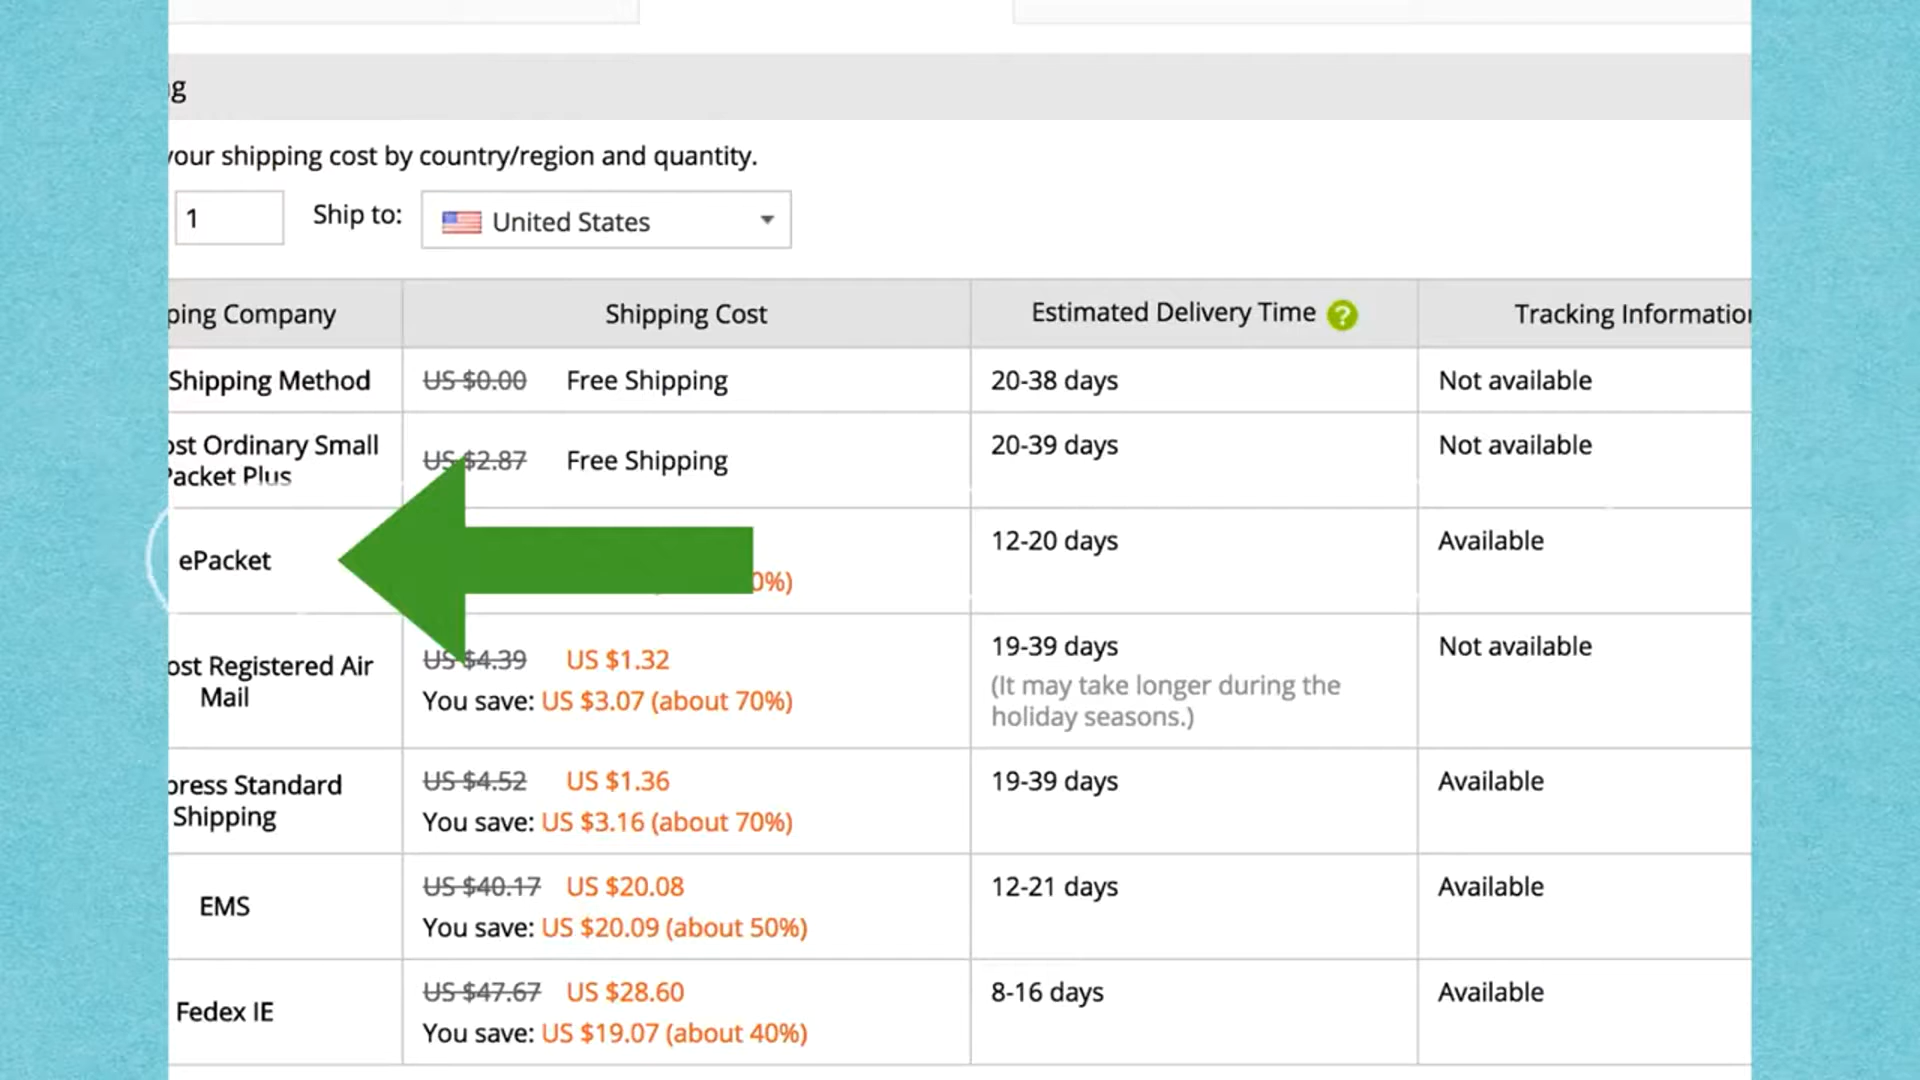 g
your shipping cost by country/region and quantity.
1 Ship to: United States
ping Company Shipping Cost Estimated Delivery Time ? Tracking Information
Shipping Method US $0.00 Free Shipping 20-38 days Not available
ost Ordinary Small
Packet Plus
US $2.87 Free Shipping
20-39 days
Not available
ePacket
0%)
12-20 days
Available
ost Registered Air
Mail
US $4.39 US $1.32
You save: US $3.07 (about 70%)
19-39 days
(It may take longer during the
holiday seasons.)
Not available
press Standard
Shipping
US $4.52 US $1.36
You save: US $3.16 (about 70%)
19-39 days
Available
EMS
US $40.17 US $20.08
You save: US $20.09 (about 50%)
12-21 days
Available
Fedex IE
US $47.67 US $28.60
You save: US $19.07 (about 40%)
8-16 days
Available